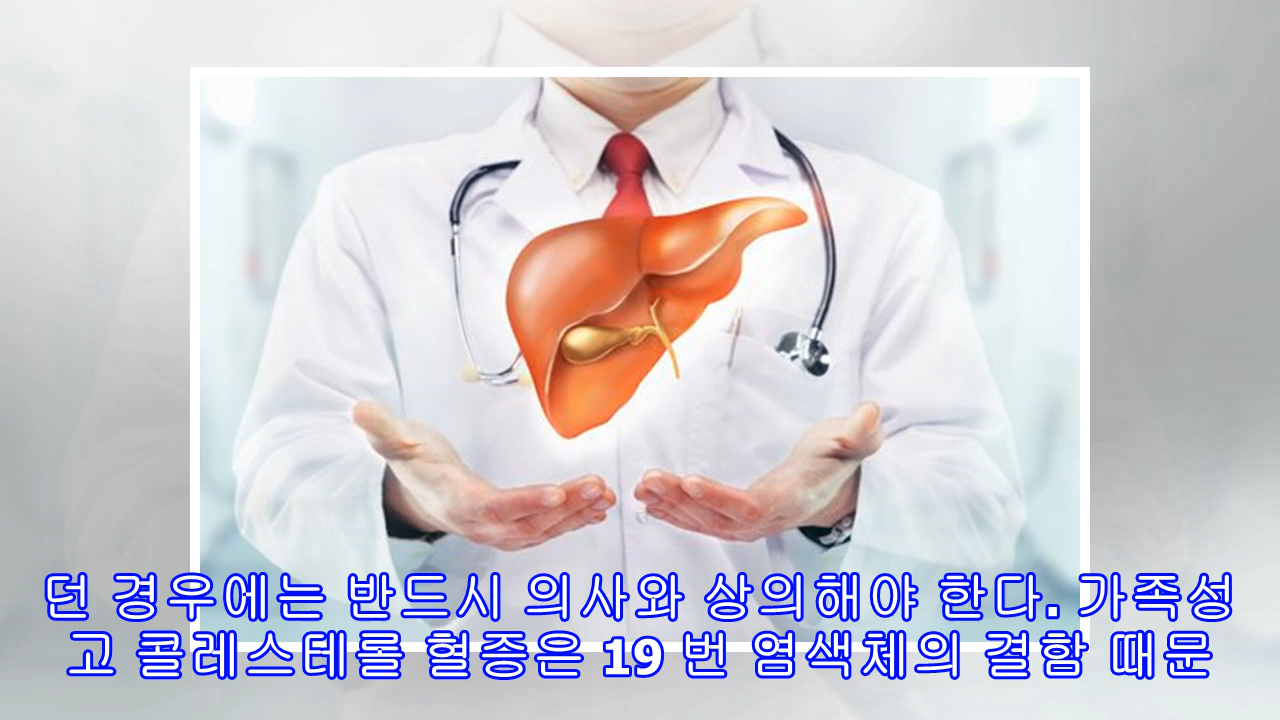 던 경우에는 반드시 의사와 상의해야 한다. 가족성
고 콜레스테롤 혈증은 19 번 염색체의 결함 때문